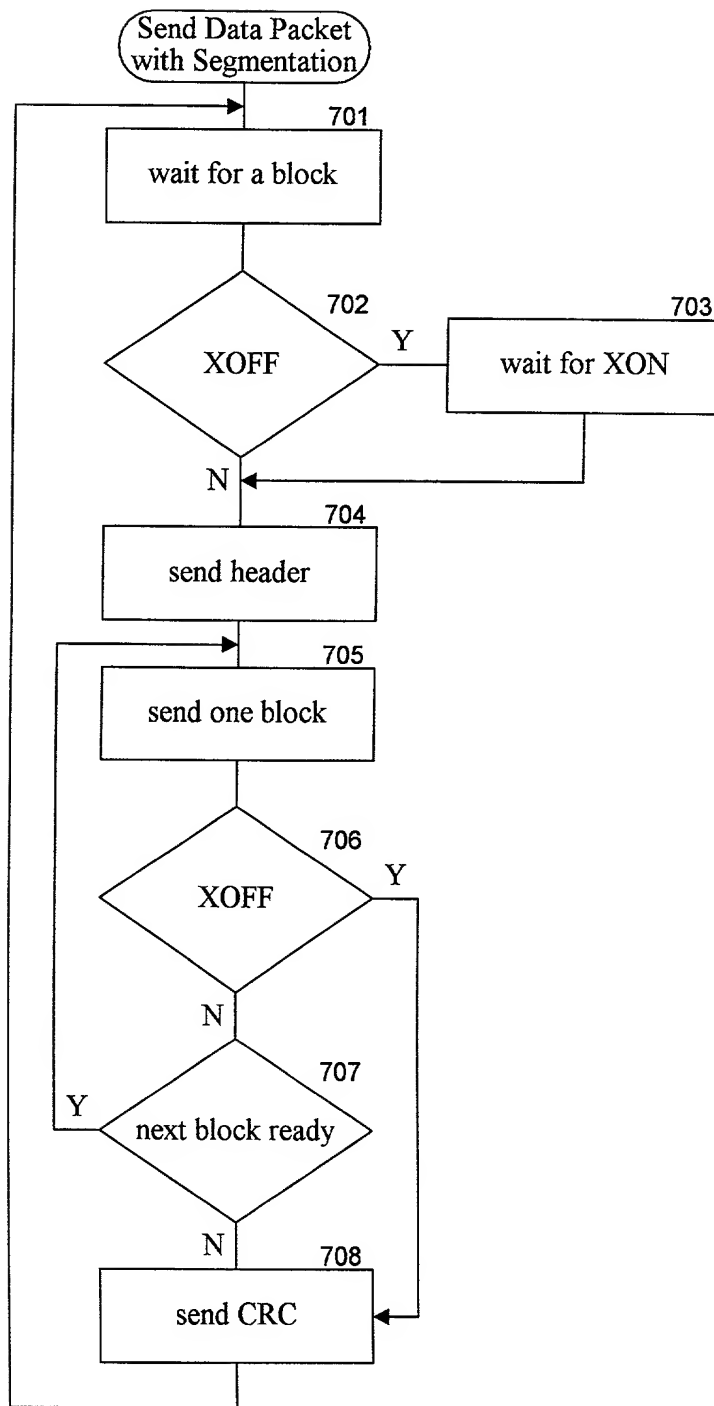 Send Data Packet
with Segmentation
701
wait for a block
702
XOFF
Y
703
wait for XON
N
704
send header
705
send one block
706
XOFF
Y
N
707
Y
next block ready
N
708
send CRC